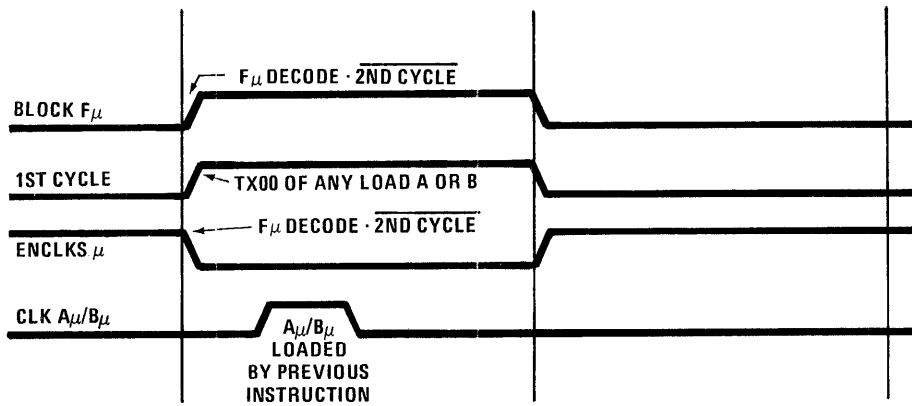 Fμ DECODE · 2ND CYCLE
BLOCK Fμ
1ST CYCLE
TX00 OF ANY LOAD A OR B
Fμ DECODE · 2ND CYCLE
ENCLKS μ
CLK Aμ/Bμ
Aμ/Bμ
LOADED
BY PREVIOUS
INSTRUCTION